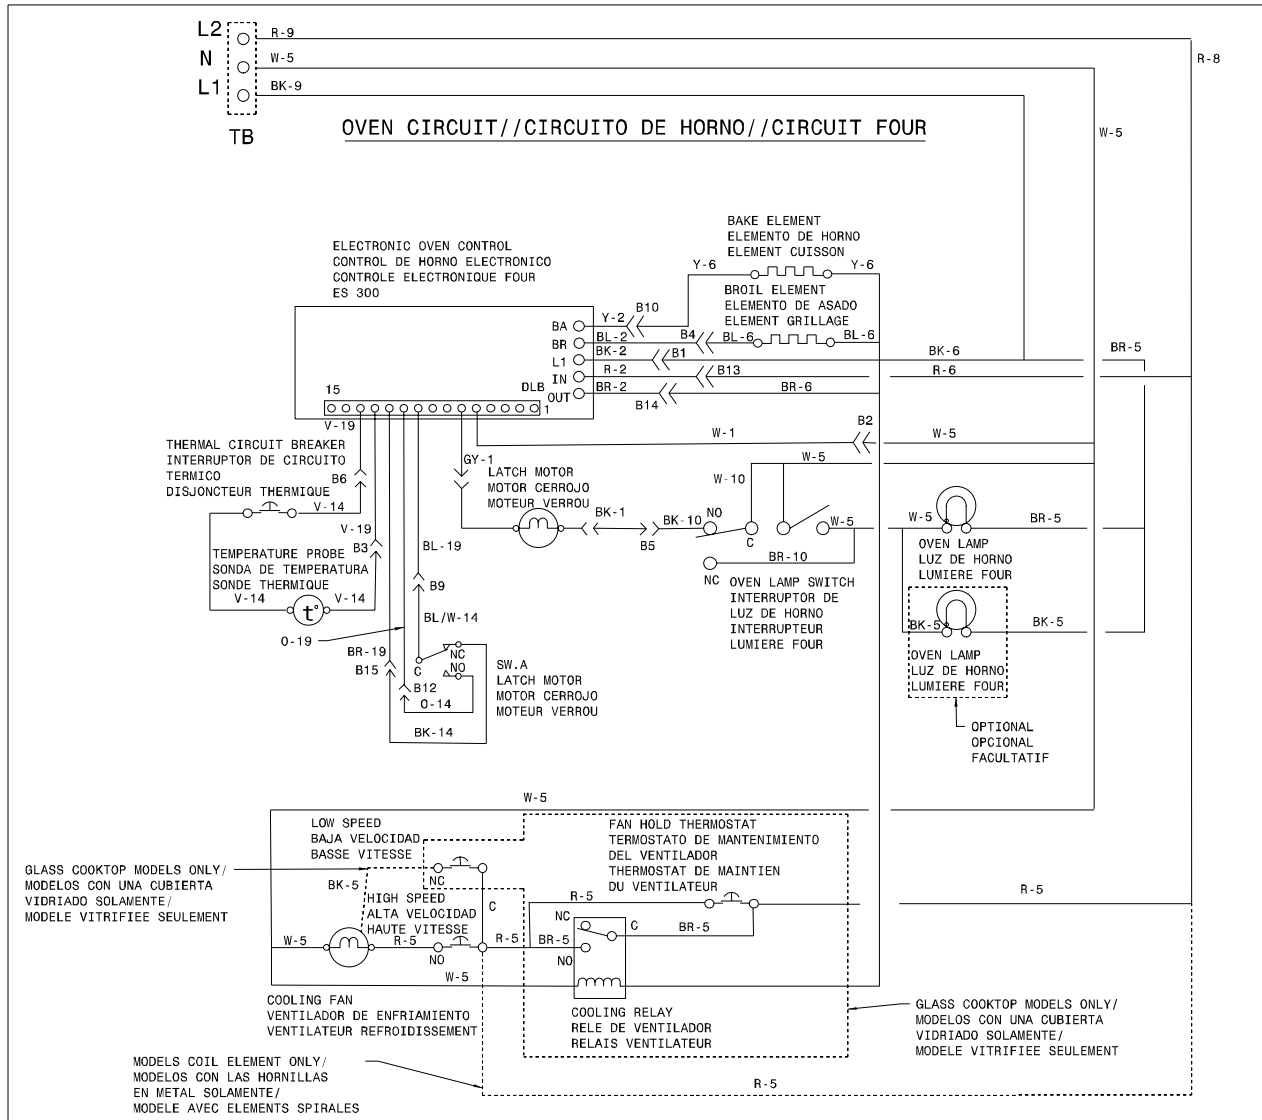 L2
R-9
N
W-5
R-8
L1
BK-9
TB
OVEN CIRCUIT//CIRCUITO DE HORNO//CIRCUIT FOUR
W-5
BAKE ELEMENT
ELEMENTO DE HORNO
ELEMENT CUISSON
Y-6
Y-6
ELECTRONIC OVEN CONTROL
CONTROL DE HORNO ELECTRONICO
CONTROLE ELECTRONIQUE FOUR
ES 300
BROIL ELEMENT
ELEMENTO DE ASADO
ELEMENT GRILLAGE
BA
Y-2
B10
BR
BL-2
B4
BL-6
BL-6
L1
BK-2
B1
BK-6
BR-5
IN
R-2
B13
R-6
DLB
OUT
BR-2
B14
BR-6
15
1
V-19
W-1
B2
W-5
THERMAL CIRCUIT BREAKER
INTERRUPTOR DE CIRCUITO
TERMICO
DISJONCTEUR THERMIQUE
B6
V-14
GY-1
LATCH MOTOR
MOTOR CERROJO
MOTEUR VERROU
W-5
W-10
BK-1
B5
BK-10
NO
C
W-5
W-5
BR-5
OVEN LAMP
LUZ DE HORNO
LUMIERE FOUR
V-19
B3
BL-19
BR-10
NC
OVEN LAMP SWITCH
INTERRUPTOR DE
LUZ DE HORNO
INTERRUPTEUR
LUMIERE FOUR
TEMPERATURE PROBE
SONDA DE TEMPERATURA
SONDE THERMIQUE
V-14
t°
V-14
B9
BL/W-14
O-19
BK-5
BK-5
OVEN LAMP
LUZ DE HORNO
LUMIERE FOUR
OPTIONAL
OPCIONAL
FACULTATIF
BR-19
B15
C
NC
NO
B12
O-14
BK-14
SW.A
LATCH MOTOR
MOTOR CERROJO
MOTEUR VERROU
W-5
LOW SPEED
BAJA VELOCIDAD
BASSE VITESSE
FAN HOLD THERMOSTAT
TERMOSTATO DE MANTENIMIENTO
DEL VENTILADOR
THERMOSTAT DE MAINTIEN
DU VENTILATEUR
GLASS COOKTOP MODELS ONLY/
MODELOS CON UNA CUBIERTA
VIDRIADO SOLAMENTE/
MODELE VITRIFIEE SEULEMENT
NC
BK-5
HIGH SPEED
ALTA VELOCIDAD
HAUTE VITESSE
C
R-5
R-5
W-5
R-5
NO
R-5
BR-5
NC
C
BR-5
NO
W-5
COOLING FAN
VENTILADOR DE ENFRIAMIENTO
VENTILATEUR REFROIDISSEMENT
COOLING RELAY
RELE DE VENTILADOR
RELAIS VENTILATEUR
GLASS COOKTOP MODELS ONLY/
MODELOS CON UNA CUBIERTA
VIDRIADO SOLAMENTE/
MODELE VITRIFIEE SEULEMENT
MODELS COIL ELEMENT ONLY/
MODELOS CON LAS HORNILLAS
EN METAL SOLAMENTE/
MODELE AVEC ELEMENTS SPIRALES
R-5